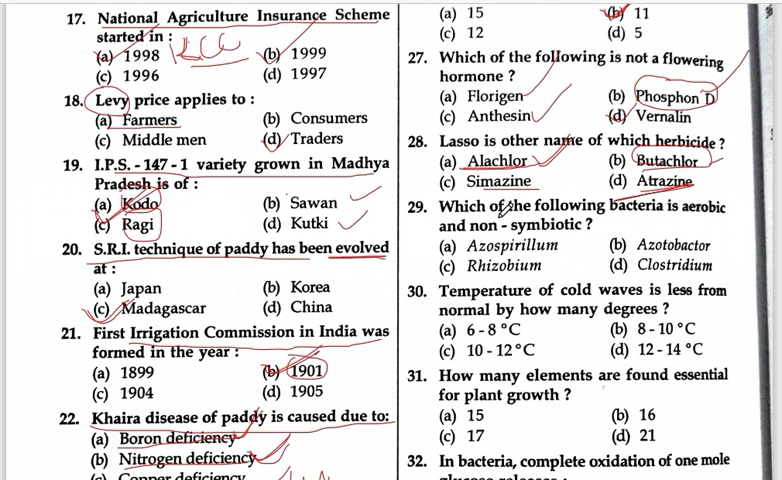 17. National Agriculture Insurance Scheme
started in :
(a) 1998 (b) 1999
(c) 1996 (d) 1997
18. Levy price applies to :
(a) Farmers (b) Consumers
(c) Middle men (d) Traders
19. I.P.S. - 147 - 1 variety grown in Madhya
Pradesh is of :
(a) Kodo (b) Sawan
(c) Ragi (d) Kutki
20. S.R.I. technique of paddy has been evolved
at :
(a) Japan (b) Korea
(c) Madagascar (d) China
21. First Irrigation Commission in India was
formed in the year :
(a) 1899 (b) 1901
(c) 1904 (d) 1905
22. Khaira disease of paddy is caused due to:
(a) Boron deficiency
(b) Nitrogen deficiency
(c) Copper deficiency
(a) 15 (b) 11
(c) 12 (d) 5
27. Which of the following is not a flowering
hormone ?
(a) Florigen (b) Phosphon D
(c) Anthesin (d) Vernalin
28. Lasso is other name of which herbicide ?
(a) Alachlor (b) Butachlor
(c) Simazine (d) Atrazine
29. Which of the following bacteria is aerobic
and non - symbiotic ?
(a) Azospirillum (b) Azotobactor
(c) Rhizobium (d) Clostridium
30. Temperature of cold waves is less from
normal by how many degrees ?
(a) 6 - 8 °C (b) 8 - 10 °C
(c) 10 - 12 °C (d) 12 - 14 °C
31. How many elements are found essential
for plant growth ?
(a) 15 (b) 16
(c) 17 (d) 21
32. In bacteria, complete oxidation of one mole
glucose releases :